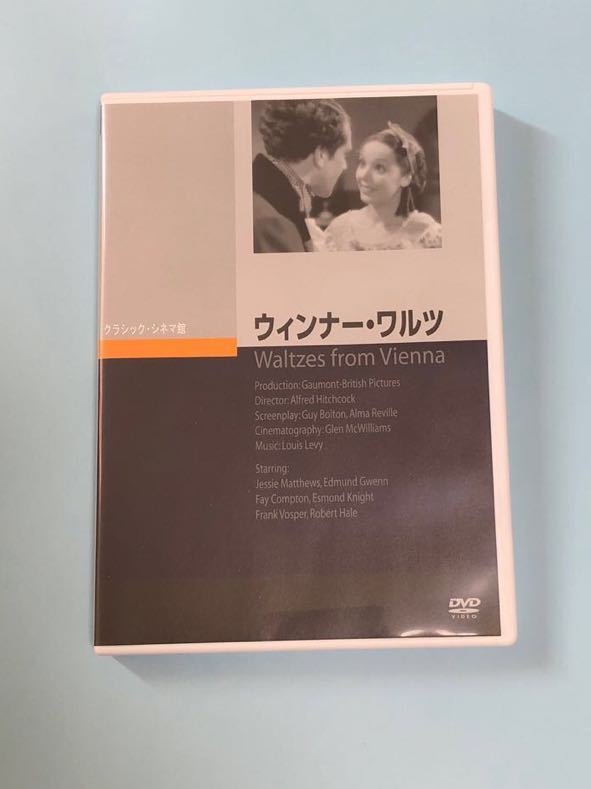 クラシック・シネマ館
ウィンナー・ワルツ
Waltzes from Vienna
Production: Gaumont-British Pictures
Director: Alfred Hitchcock
Screenplay: Guy Bolton, Alma Reville
Cinematography: Glen McWilliams
Music: Louis Levy
Starring:
Jessie Matthews, Edmund Gwenn
Fay Compton, Esmond Knight
Frank Vosper, Robert Hale
DVD
VIDEO